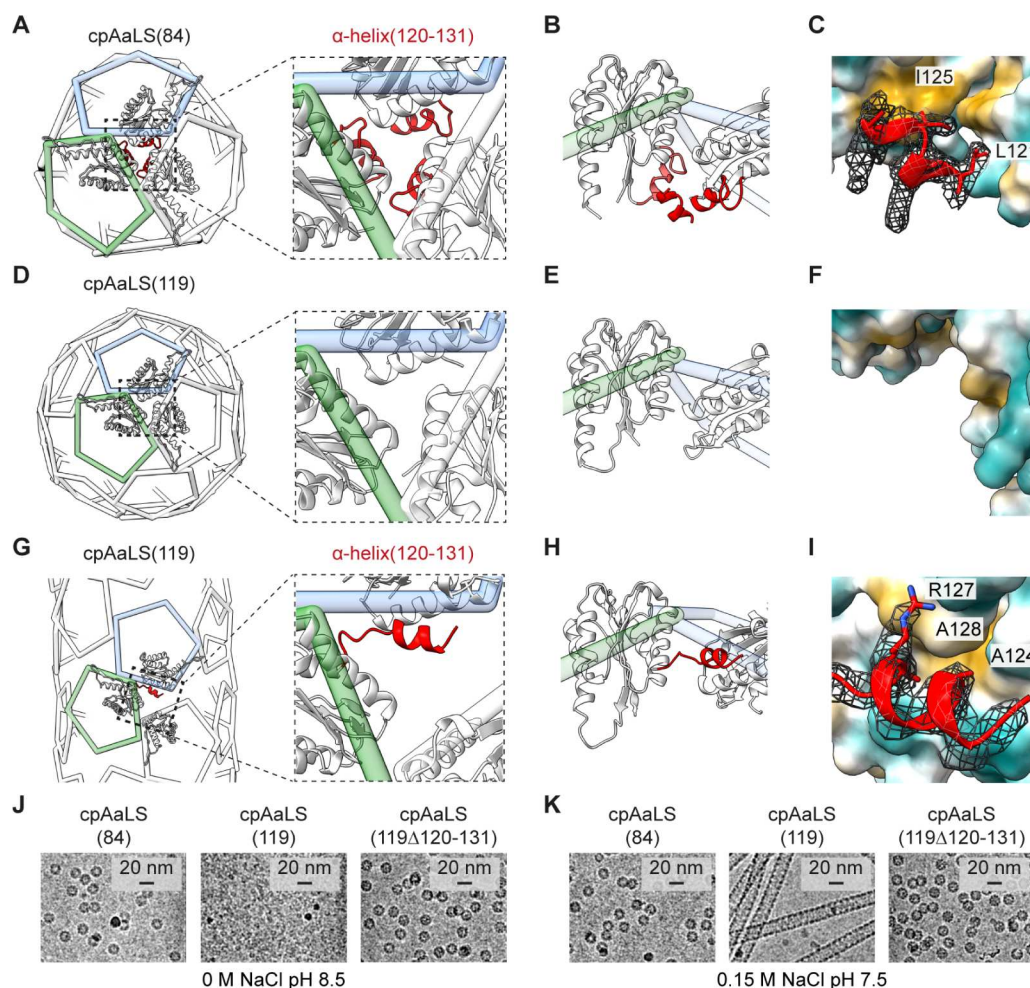 A
cpAaLS(84)
α-helix(120-131)
B
C
I125
L12
D
cpAaLS(119)
E
F
G
cpAaLS(119)
α-helix(120-131)
H
I
R127
A128
A124
J
cpAaLS
(84)
cpAaLS
(119)
cpAaLS
(119Δ120-131)
20 nm
20 nm
20 nm
0 M NaCl pH 8.5
K
cpAaLS
(84)
cpAaLS
(119)
cpAaLS
(119Δ120-131)
20 nm
20 nm
20 nm
0.15 M NaCl pH 7.5